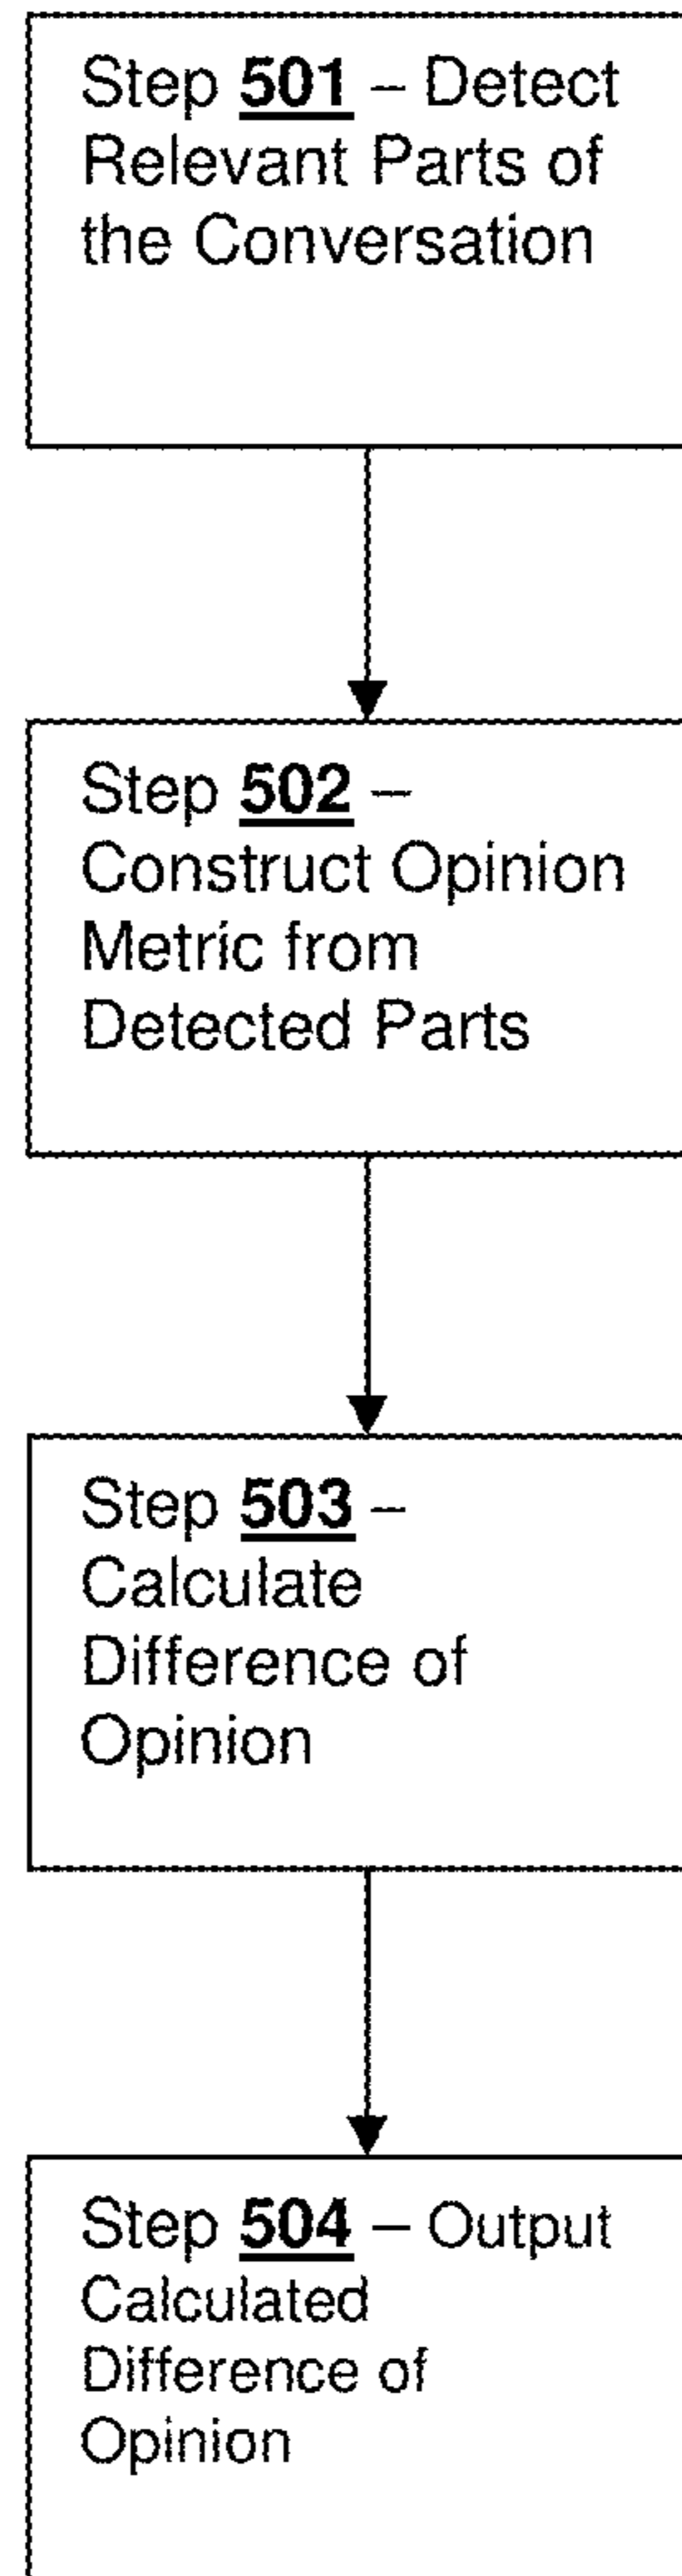 Step 501 – Detect
Relevant Parts of
the Conversation
Step 502 –
Construct Opinion
Metric from
Detected Parts
Step 503 –
Calculate
Difference of
Opinion
Step 504 – Output
Calculated
Difference of
Opinion